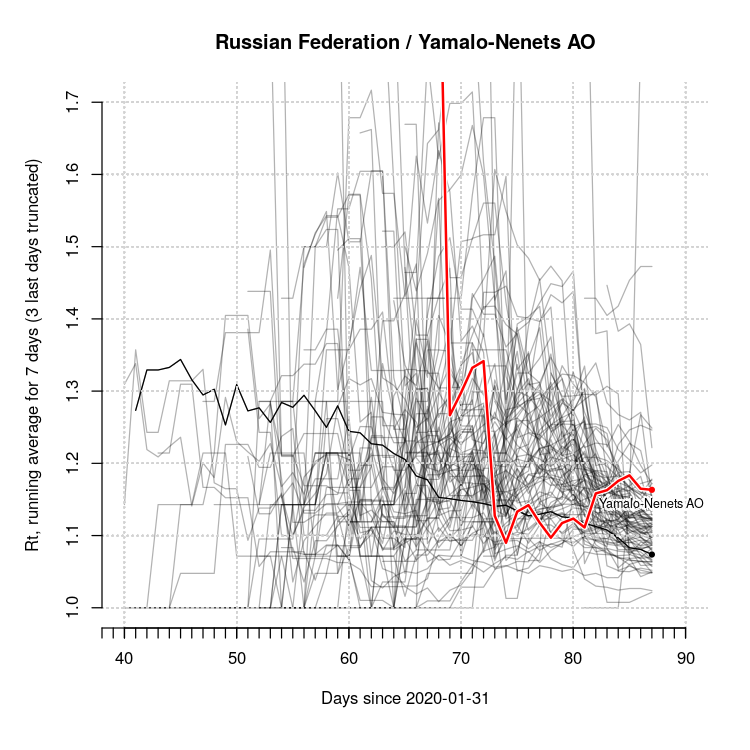 Russian Federation / Yamalo-Nenets AO
Rt, running average for 7 days (3 last days truncated)
1.7
1.6
1.5
1.4
1.3
1.2
1.1
1.0
Yamalo-Nenets AO
40 50 60 70 80 90
Days since 2020-01-31